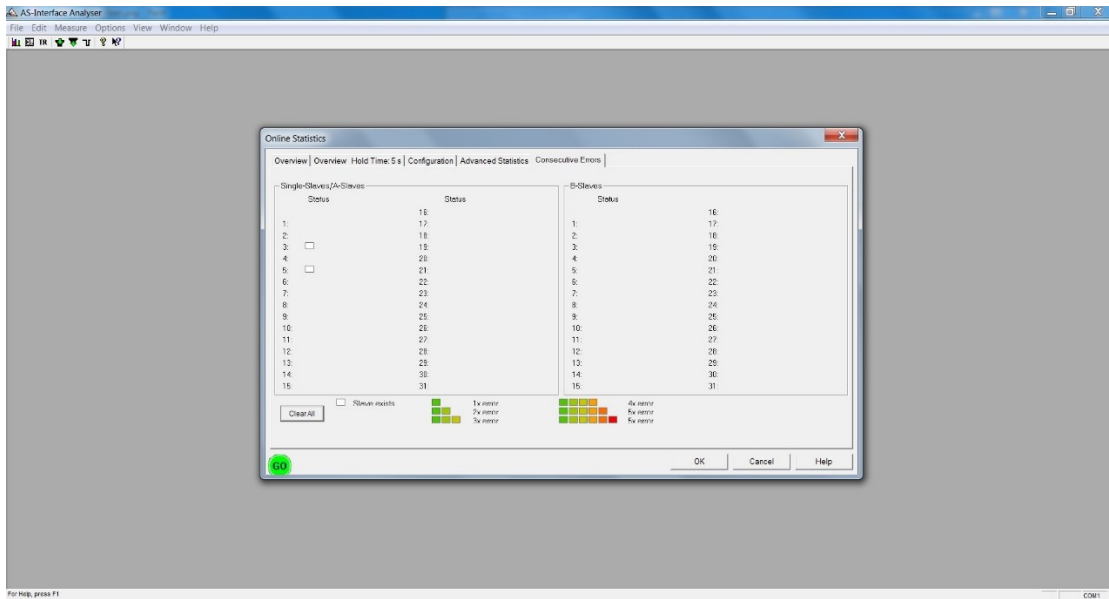 AS-Interface Analyser
File Edit Measure Options View Window Help
TR
Online Statistics
Overview Overview Hold Time: 5 s Configuration Advanced Statistics Consecutive Errors
Single-Slaves/A-Slaves
Status Status
16:
1: 17:
2: 18:
3: 19:
4: 20:
5: 21:
6: 22:
7: 23:
8: 24:
9: 25:
10: 26:
11: 27:
12: 28:
13: 29:
14: 30:
15: 31:
B-Slaves
Status
16:
1: 17:
2: 18:
3: 19:
4: 20:
5: 21:
6: 22:
7: 23:
8: 24:
9: 25:
10: 26:
11: 27:
12: 28:
13: 29:
14: 30:
15: 31:
Clear All
Slave exists
1x error
2x error
3x error
4x error
5x error
5x error
GO
OK Cancel Help
For Help, press F1
COM1